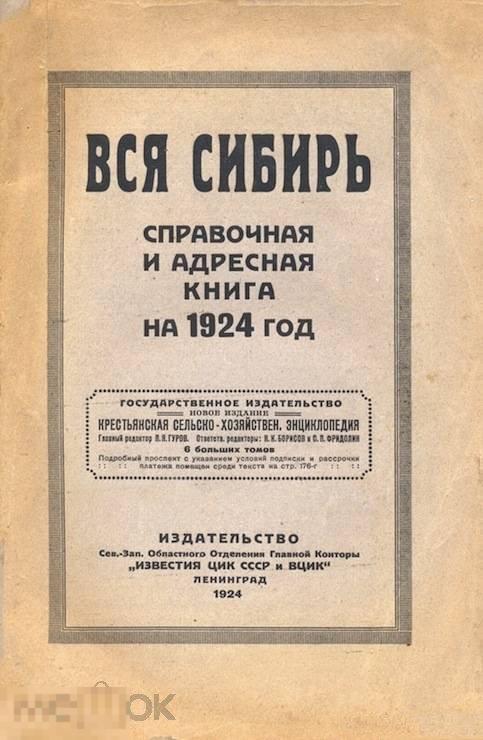 ВСЯ СИБИРЬ
СПРАВОЧНАЯ
И АДРЕСНАЯ
КНИГА
НА 1924 ГОД
ГОСУДАРСТВЕННОЕ ИЗДАТЕЛЬСТВО
НОВОЕ ИЗДАНИЕ
КРЕСТЬЯНСКАЯ СЕЛЬСКО-ХОЗЯЙСТВЕН. ЭНЦИКЛОПЕДИЯ
Главный редактор П.Я. ГУРОВ. Ответств. редакторы: Н.К. БОРИСОВ и С.П. ФРИДОЛИН
6 больших томов
Подробный проспект с указанием условий подписки и рассрочки
платежа помещен среди текста на стр. 176-г
ИЗДАТЕЛЬСТВО
Сев.-Зап. Областного Отделения Главной Конторы
„ИЗВЕСТИЯ ЦИК СССР и ВЦИК"
ЛЕНИНГРАД
1924
мешок